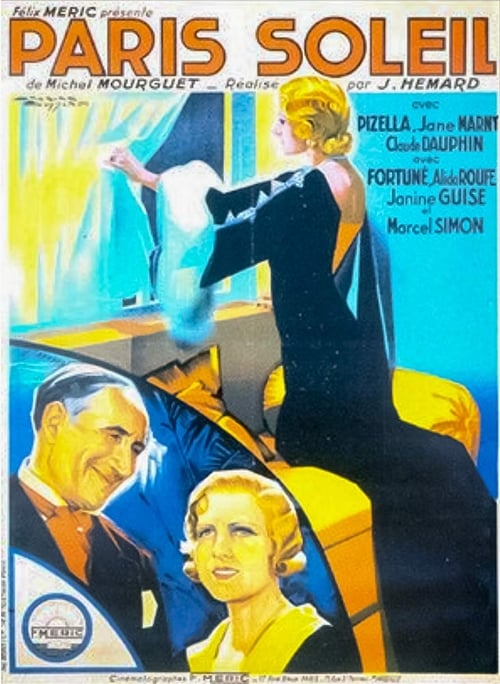 Félix MERIC présente
PARIS SOLEIL
de Michel MOURGUET _ Réalisé par J. HEMARD
avec
PIZELLA, Jane MARNY
Claude DAUPHIN
avec
FORTUNÉ, Alida ROUFE
Janine GUISE
et
Marcel SIMON
F. MERIC
Cinématographes F. MERIC